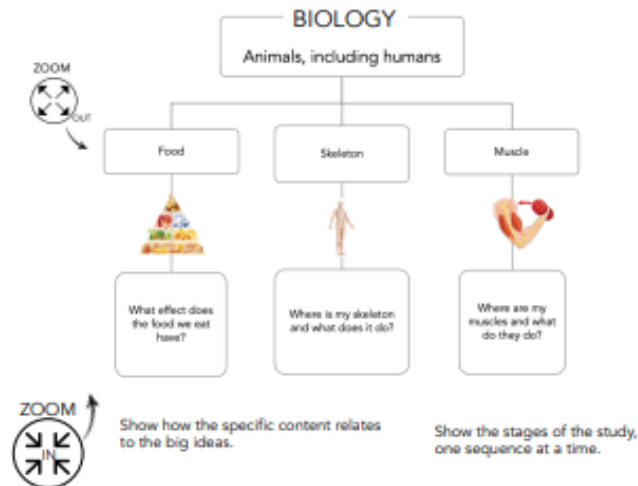 BIOLOGY
Animals, including humans
ZOOM
OUT
Food
Skeleton
Muscle
What effect does
the food we eat
have?
Where is my skeleton
and what does it do?
Where are my
muscles and what
do they do?
ZOOM
IN
Show how the specific content relates
to the big ideas.
Show the stages of the study,
one sequence at a time.